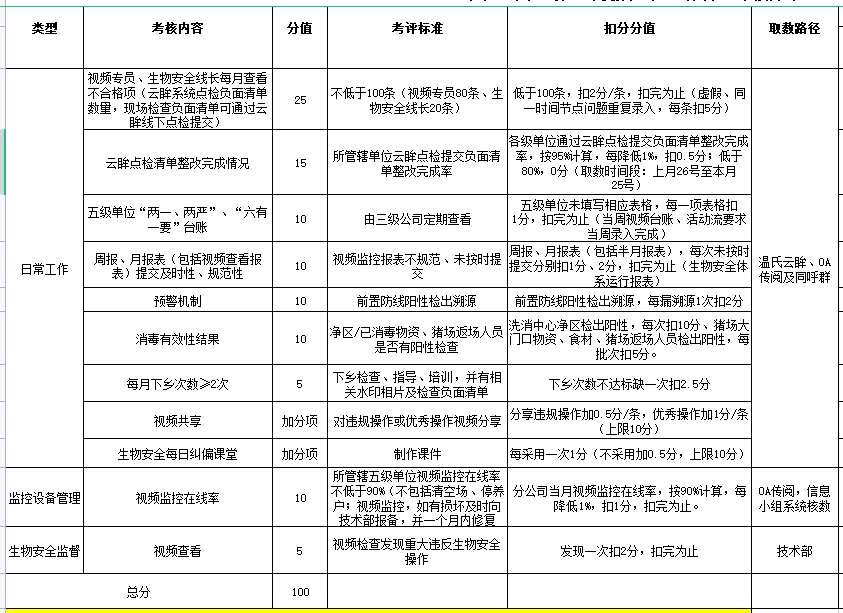 类型
考核内容
分值
考评标准
扣分分值
取数路径
日常工作
视频专员、生物安全线长每月查看
不合格项（云眸系统点检负面清单
数量，现场检查负面清单可通过云
眸线下点检提交）
25
不低于100条（视频专员80条、生
物安全线长20条）
低于100条，扣2分/条，扣完为止（虚假、同
一时间节点问题重复录入，每条扣5分）
温氏云眸、OA
传阅及同呼群
云眸点检清单整改完成情况
15
所管辖单位云眸点检提交负面清
单整改完成率
各级单位通过云眸点检提交负面清单整改完成
率，按95%计算，每降低1%，扣0.5分；低于
80%，0分（取数时间段：上月26号至本月
25号）
五级单位“两一、两严”、“六有
一要”台账
10
由三级公司定期查看
五级单位未填写相应表格，每一项表格扣
1分，扣完为止（当周视频台账、活动流要求
当周录入完成）
周报、月报表（包括视频查看报
表）提交及时性、规范性
10
视频监控报表不规范、未按时提
交
周报、月报表（包括半月报表），每次未按时
提交分别扣1分、2分，扣完为止（生物安全体
系运行报表）
预警机制
10
前置防线阳性检出溯源
前置防线阳性检出溯源，每漏溯源1次扣2分
消毒有效性结果
10
净区/已消毒物资、猪场返场人员
是否有阳性检查
洗消中心净区检出阳性，每次扣10分、猪场大
门口物资、食材、猪场返场人员检出阳性，每
批次扣5分。
每月下乡次数≥2次
5
下乡检查、指导、培训，并有相
关水印相片及检查负面清单
下乡次数不达标缺一次扣2.5分
视频共享
加分项
对违规操作或优秀操作视频分享
分享违规操作加0.5分/条，优秀操作加1分/条
（上限10分）
生物安全每日纠偏课堂
加分项
制作课件
每采用一次1分（不采用加0.5分，上限10分）
监控设备管理
视频监控在线率
10
所管辖五级单位视频监控在线率
不低于90%（不包括清空场、停养
户；视频监控，如有损坏及时向
技术部报备，并一个月内修复
分公司当月视频监控在线率，按90%计算，每
降低1%，扣1分，扣完为止。
OA传阅，信息
小组系统核数
生物安全监督
视频查看
5
视频检查发现重大违反生物安全
操作
发现一次扣2分，扣完为止
技术部
总分
100